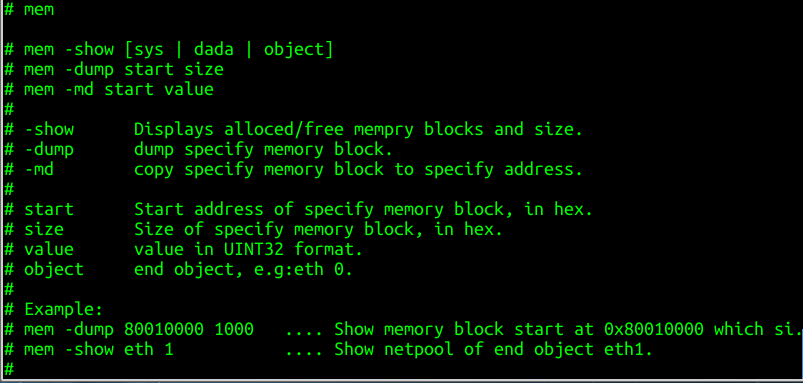 # mem
# mem -show [sys | dada | object]
# mem -dump start size
# mem -md start value
#
# -show      Displays alloced/free mempry blocks and size.
# -dump      dump specify memory block.
# -md        copy specify memory block to specify address.
#
# start      Start address of specify memory block, in hex.
# size       Size of specify memory block, in hex.
# value      value in UINT32 format.
# object     end object, e.g:eth 0.
#
# Example:
# mem -dump 80010000 1000   .... Show memory block start at 0x80010000 which si.
# mem -show eth 1           .... Show netpool of end object eth1.
#